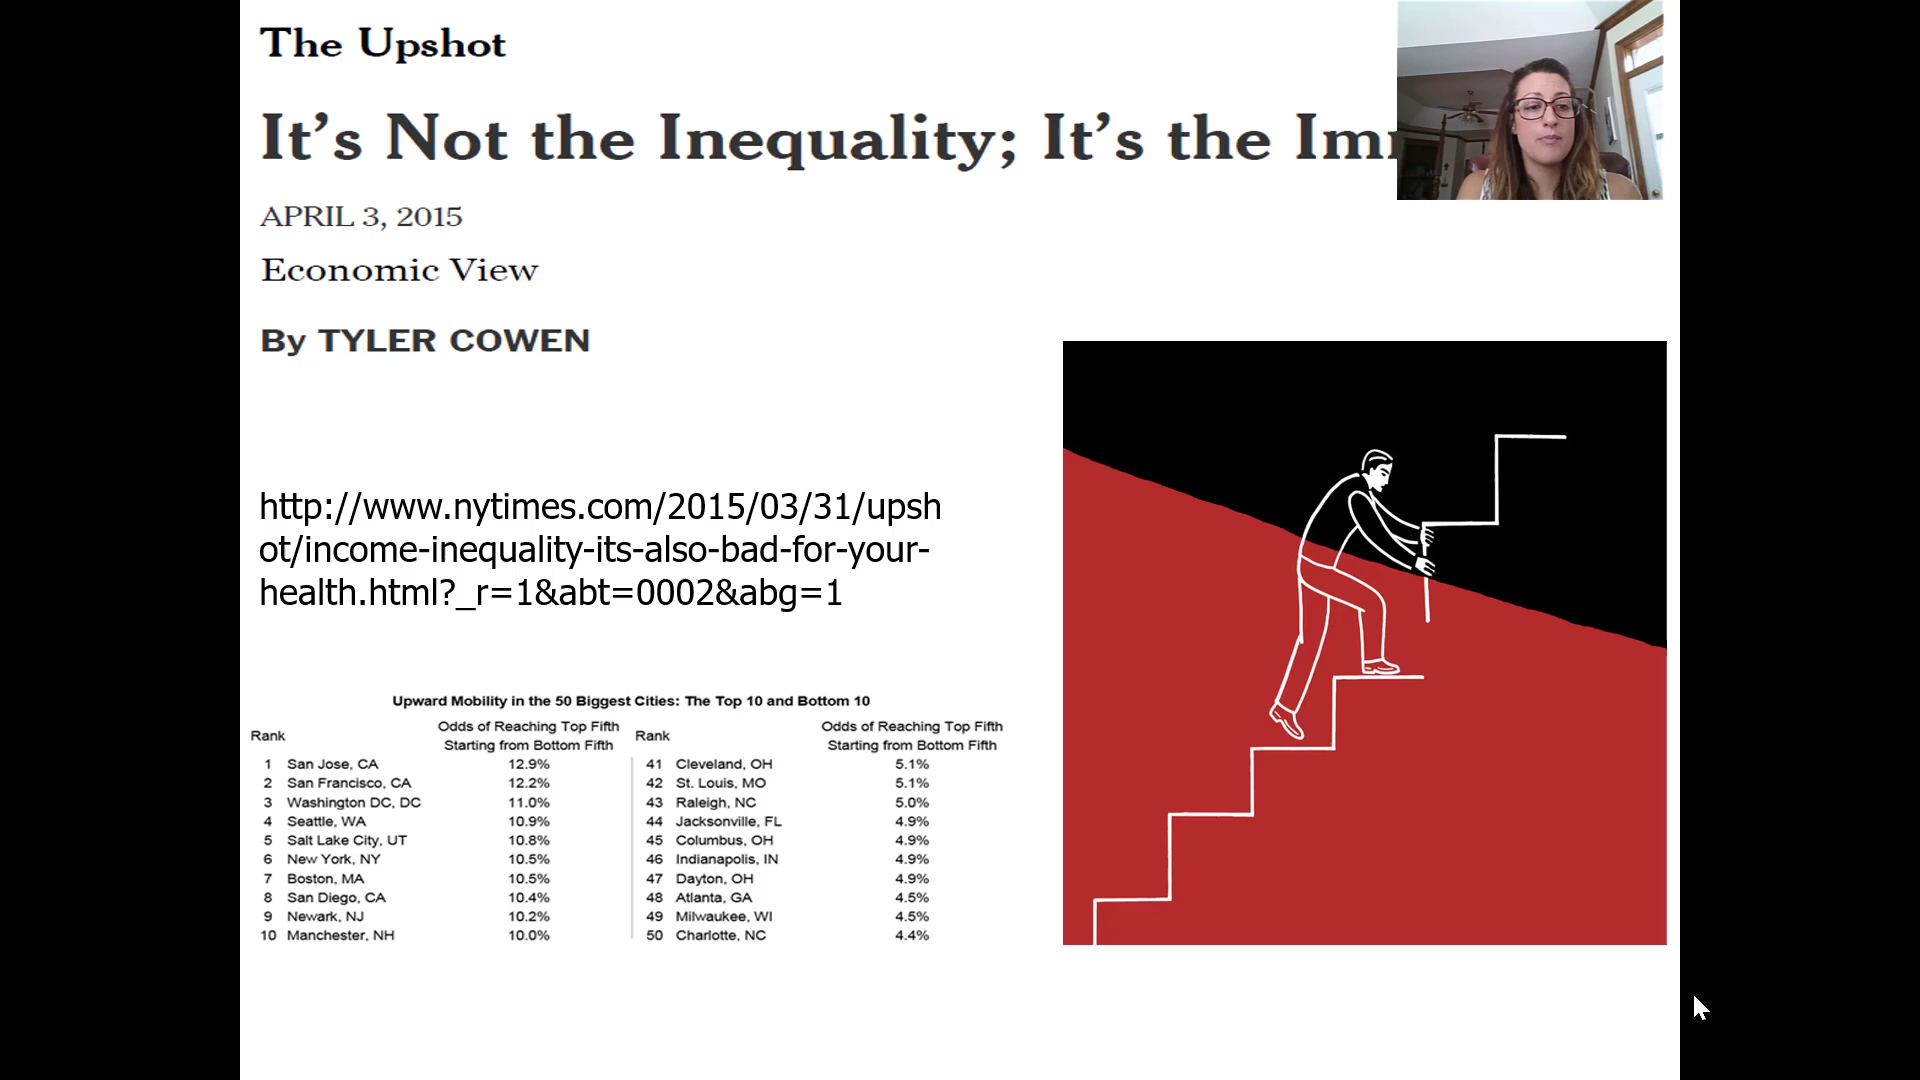 The Upshot
It's Not the Inequality; It's the
APRIL 3, 2015
Economic View
By TYLER COWEN
http://www.nytimes.com/2015/03/31/upsh
ot/income-inequality-its-also-bad-for-your-
health.html?_r=1&abt=0002&abg=1
Upward Mobility in the 50 Biggest Cities: The Top 10 and Bottom 10
Rank Odds of Reaching Top Fifth Rank Odds of Reaching Top Fifth
Starting from Bottom Fifth Starting from Bottom Fifth
1 San Jose, CA 12.9% 41 Cleveland, OH 5.1%
2 San Francisco, CA 12.2% 42 St. Louis, MO 5.1%
3 Washington DC, DC 11.0% 43 Raleigh, NC 5.0%
4 Seattle, WA 10.9% 44 Jacksonville, FL 4.9%
5 Salt Lake City, UT 10.8% 45 Columbus, OH 4.9%
6 New York, NY 10.5% 46 Indianapolis, IN 4.9%
7 Boston, MA 10.5% 47 Dayton, OH 4.9%
8 San Diego, CA 10.4% 48 Atlanta, GA 4.5%
9 Newark, NJ 10.2% 49 Milwaukee, WI 4.5%
10 Manchester, NH 10.0% 50 Charlotte, NC 4.4%